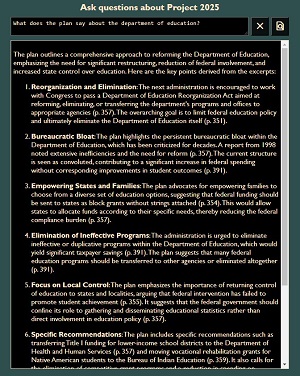 Ask questions about Project 2025
What does the plan say about the department of education?
The plan outlines a comprehensive approach to reforming the Department of Education,
emphasizing the need for significant restructuring, reduction of federal involvement, and
increased state control over education. Here are the key points derived from the excerpts:
1. Reorganization and Elimination: The next administration is encouraged to work
with Congress to pass a Department of Education Reorganization Act aimed at
reforming, eliminating, or transferring the department's programs and offices to
appropriate agencies (p. 357). The overarching goal is to limit federal education policy
and ultimately eliminate the Department of Education itself (p. 351).
2. Bureaucratic Bloat: The plan highlights the persistent bureaucratic bloat within the
Department of Education, which has been criticized for decades. A report from 1998
noted extensive inefficiencies and the need for reform (p. 357). The current structure
is seen as convoluted, contributing to a significant increase in federal spending
without corresponding improvements in student outcomes (p. 391).
3. Empowering States and Families: The plan advocates for empowering families to
choose from a diverse set of education options, suggesting that federal funding should
be sent to states as block grants without strings attached (p. 354). This would allow
states to allocate funds according to their specific needs, thereby reducing the federal
compliance burden (p. 357).
4. Elimination of Ineffective Programs: The administration is urged to eliminate
ineffective or duplicative programs within the Department of Education, which would
yield significant taxpayer savings (p. 391). The plan suggests that many federal
education programs should be transferred to other agencies or eliminated altogether
(p. 391).
5. Focus on Local Control: The plan emphasizes the importance of returning control
of education to states and localities, arguing that federal intervention has failed to
promote student achievement (p. 355). It suggests that the federal government should
confine its role to gathering and disseminating educational statistics rather than
direct involvement in education policy (p. 357).
6. Specific Recommendations: The plan includes specific recommendations such as
transferring Title I funding for lower-income school districts to the Department of
Health and Human Services (p. 357) and moving vocational rehabilitation grants for
Native American students to the Bureau of Indian Education (p. 359). It also calls for
the elimination of competitive grant programs and a reduction in spending on